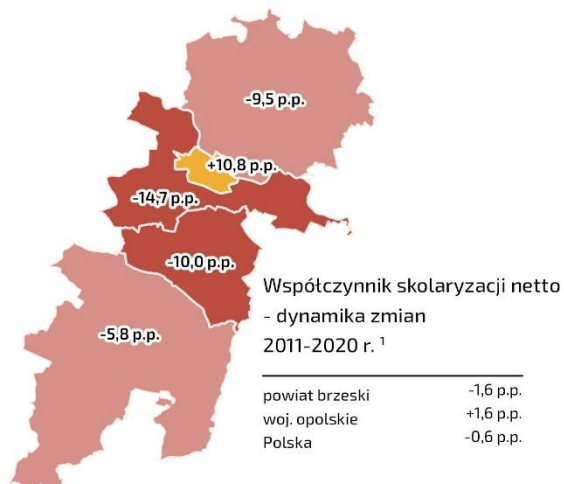 -9,5 p.p.
+10,8 p.p.
-14,7 p.p.
-10,0 p.p.
-5,8 p.p.
Współczynnik skolaryzacji netto
- dynamika zmian
2011-2020 r. ¹
powiat brzeski -1,6 p.p.
woj. opolskie +1,6 p.p.
Polska -0,6 p.p.